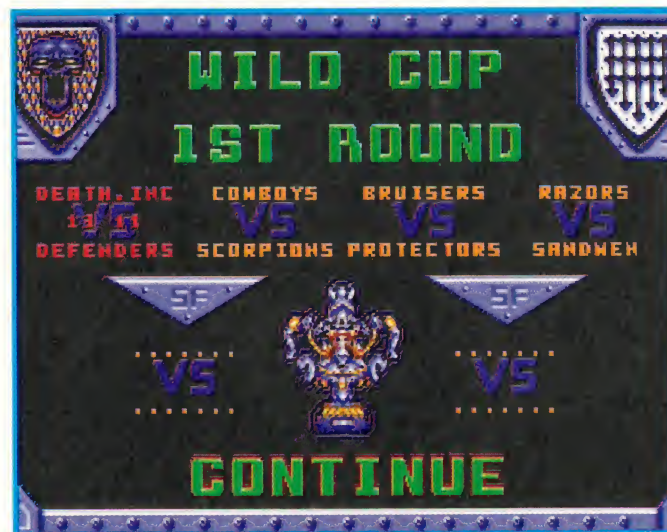 WILD CUP
1ST ROUND
DEATH.INC COWBOYS BRUISERS RAZORS
VS VS VS VS
DEFENDERS SCORPIONS PROTECTORS SANDMEN
SF SF
VS VS
CONTINUE